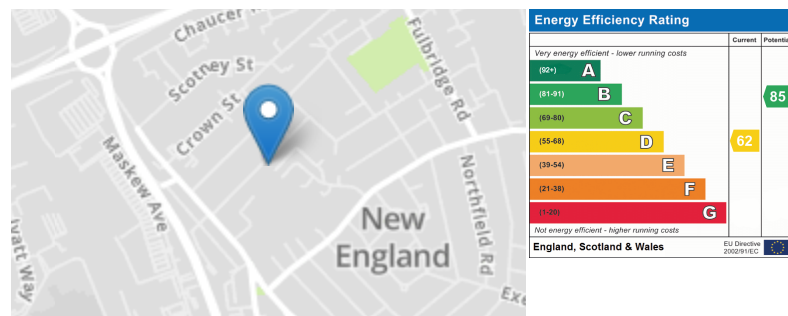 Chaucer
Scotney St
Crown St
Fulbridge Rd
Maskew Ave
Northfield Rd
New
England
Way
Energy Efficiency Rating
Current
Very energy efficient - lower running costs
(92+) A
(81-91) B
85
(69-80) C
(55-68) D
62
(39-54) E
(21-38) F
(1-20) G
Not energy efficient - higher running costs
England, Scotland & Wales
EU Directive
2002/91/EC